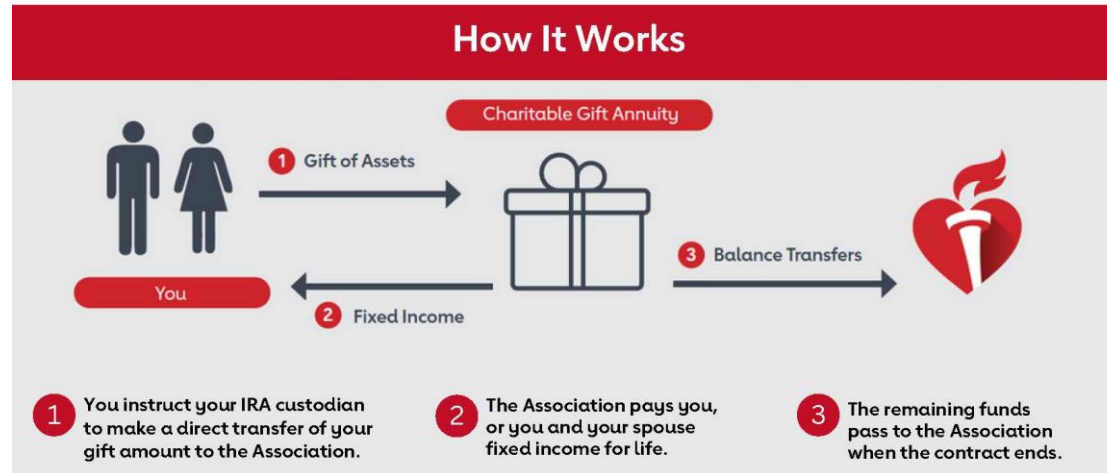 How It Works
Charitable Gift Annuity
1 Gift of Assets
3 Balance Transfers
You
2 Fixed Income
1 You instruct your IRA custodian
to make a direct transfer of your
gift amount to the Association.
2 The Association pays you,
or you and your spouse
fixed income for life.
3 The remaining funds
pass to the Association
when the contract ends.